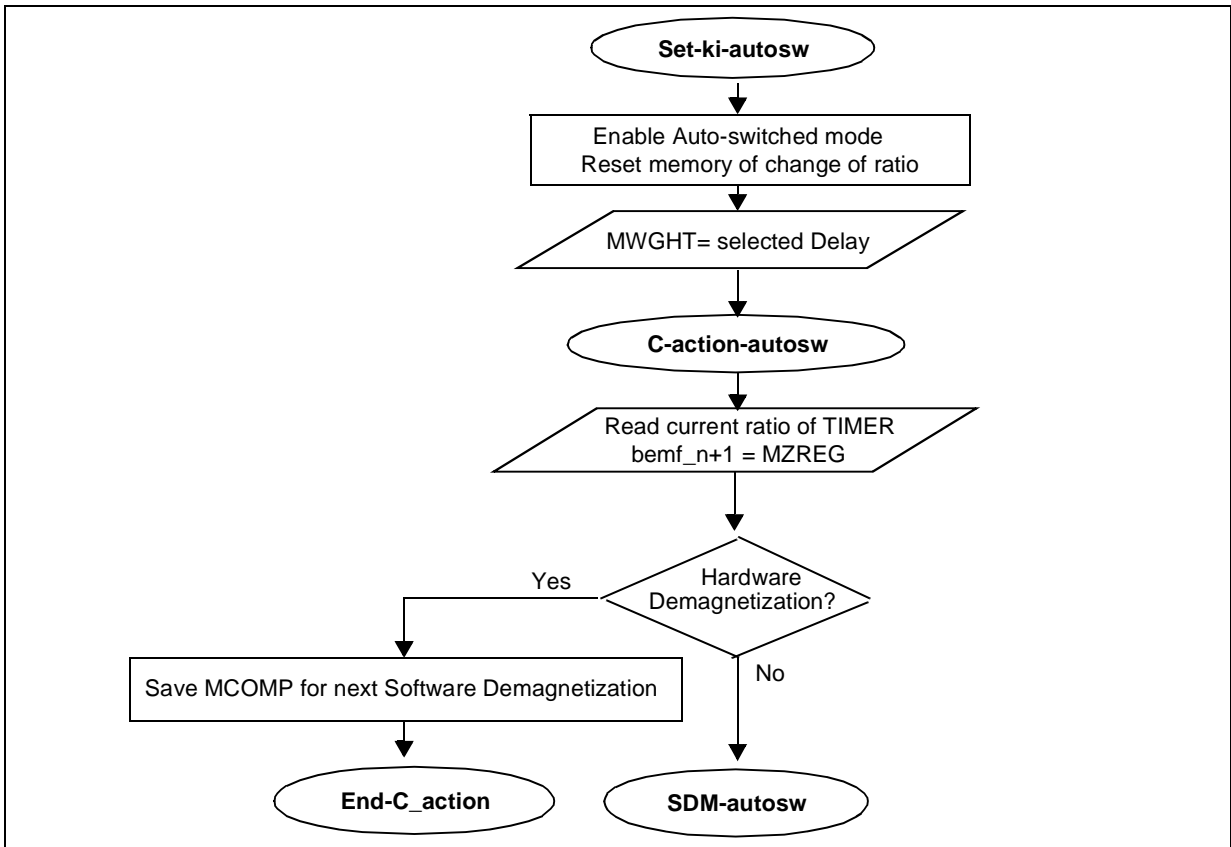 Set-ki-autosw
Enable Auto-switched mode
Reset memory of change of ratio
MWGHT= selected Delay
C-action-autosw
Read current ratio of TIMER
bemf_n+1 = MZREG
Hardware
Demagnetization?
Yes
No
Save MCOMP for next Software Demagnetization
End-C_action
SDM-autosw